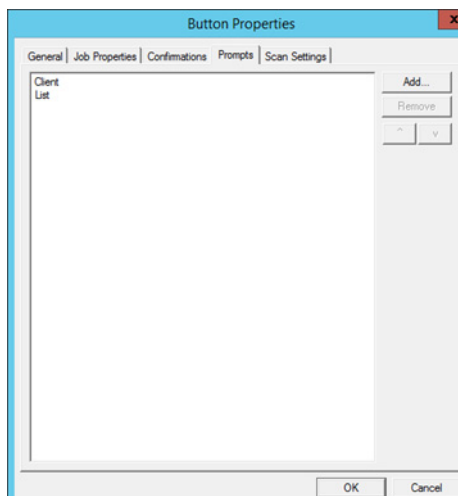 Button Properties
x
General Job Properties Confirmations Prompts Scan Settings
Client
List
Add...
Remove
^ v
OK Cancel